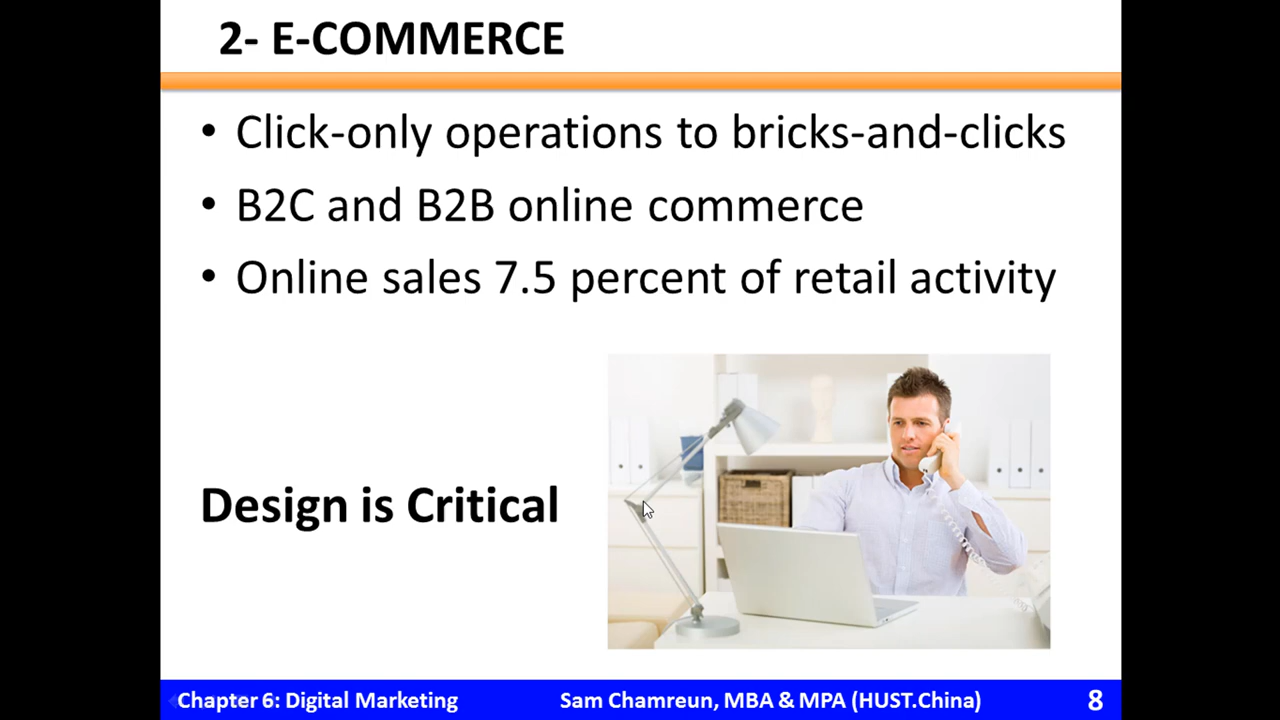 2- E-COMMERCE
• Click-only operations to bricks-and-clicks
• B2C and B2B online commerce
• Online sales 7.5 percent of retail activity
Design is Critical
Chapter 6: Digital Marketing Sam Chamreun, MBA & MPA (HUST.China) 8